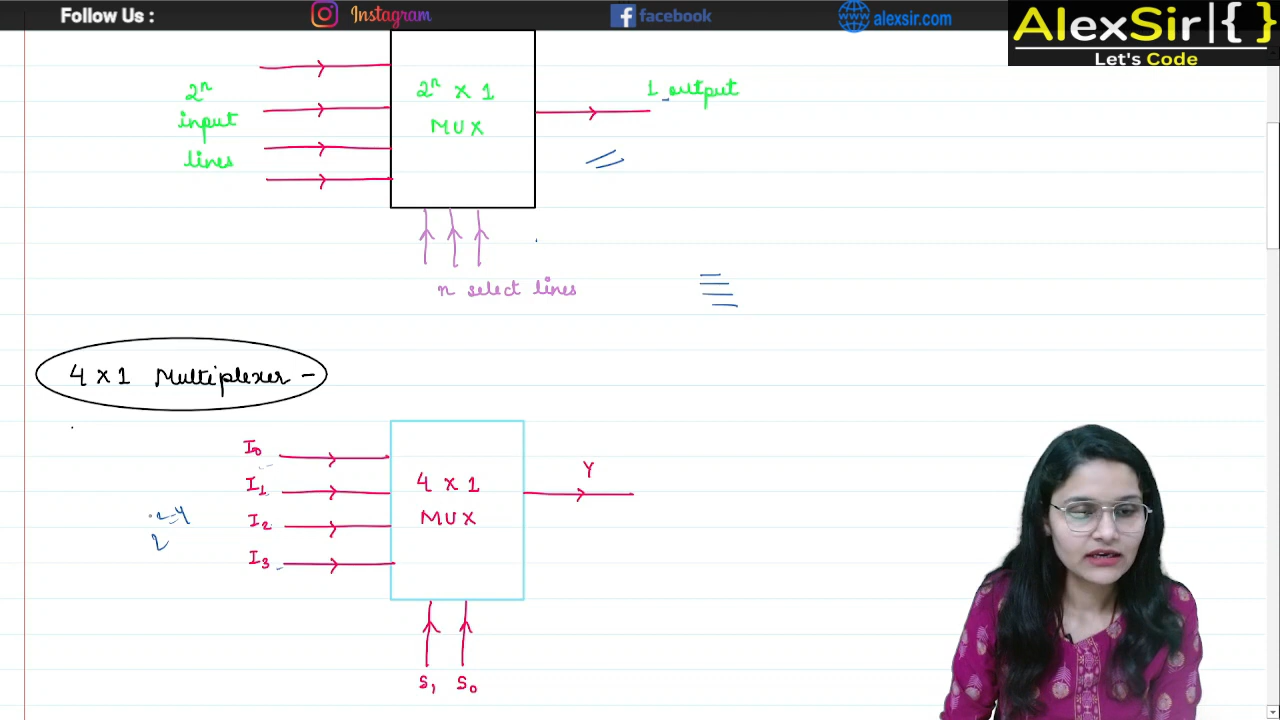 Follow Us :
Instagram
facebook
www.alexsir.com
AlexSir|{ }
Let's Code
2ⁿ
input
lines
2ⁿ x 1
MUX
1 output
n select lines
4 x 1 Multiplexer -
I₀
I₁
I₂
I₃
4 x 1
MUX
Y
S₁ S₀